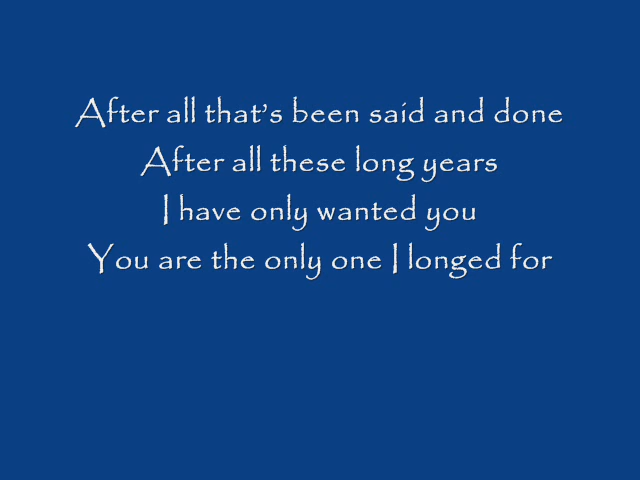 After all that’s been said and done
After all these long years
I have only wanted you
You are the only one I longed for